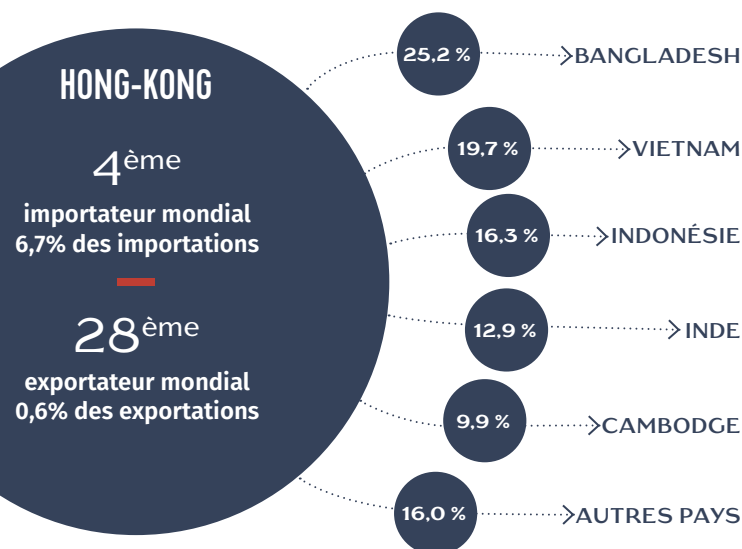 HONG-KONG
4ème
importateur mondial
6,7% des importations
28ème
exportateur mondial
0,6% des exportations
25,2 % BANGLADESH
19,7 % VIETNAM
16,3 % INDONÉSIE
12,9 % INDE
9,9 % CAMBODGE
16,0 % AUTRES PAYS